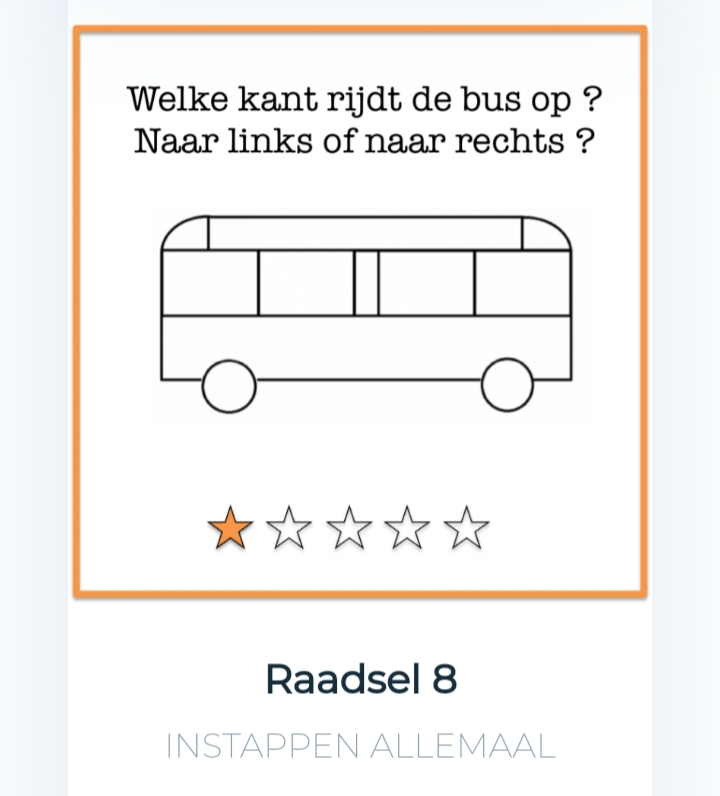 Welke kant rijdt de bus op ?
Naar links of naar rechts ?
Raadsel 8
INSTAPPEN ALLEMAAL